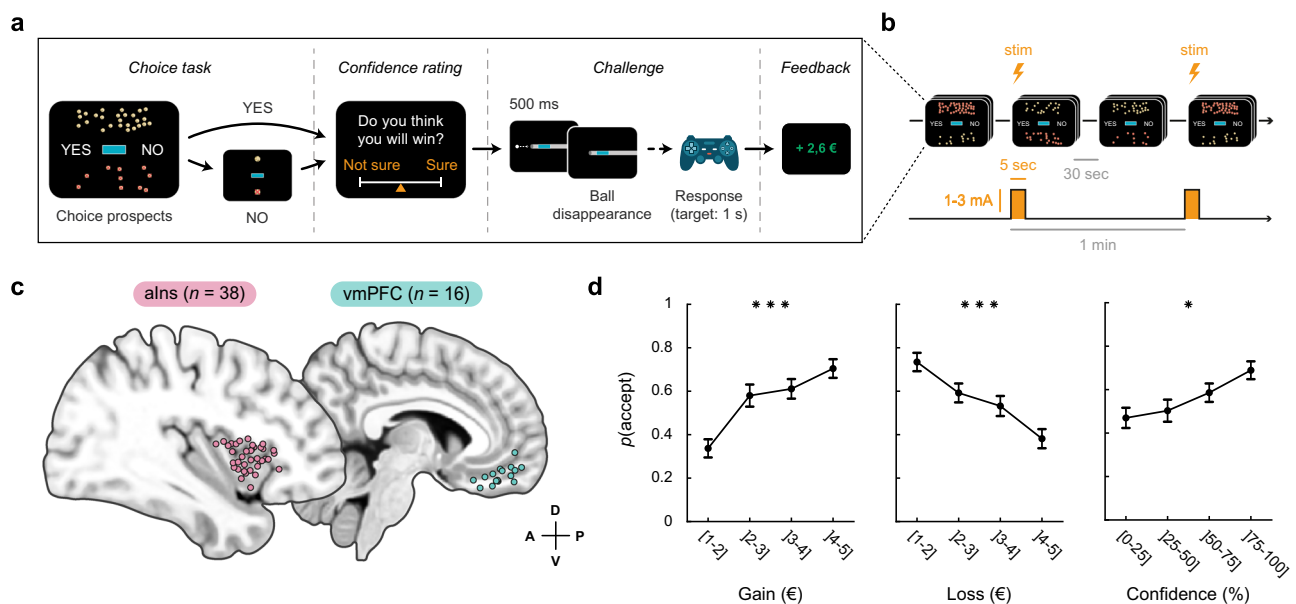 a
Choice task
Confidence rating
Challenge
Feedback
YES
YES
NO
Choice prospects
NO
Do you think
you will win?
Not sure
Sure
500 ms
Ball
disappearance
Response
(target: 1 s)
+ 2,6 €
b
stim
stim
YES
NO
YES
NO
YES
NO
YES
NO
5 sec
30 sec
1-3 mA
1 min
c
aIns (n = 38)
vmPFC (n = 16)
D
A
P
V
d
* * *
* * *
*
p(accept)
1
0.8
0.6
0.4
0.2
0
[1-2]
]2-3]
]3-4]
]4-5]
Gain (€)
[1-2]
]2-3]
]3-4]
]4-5]
Loss (€)
[0-25]
]25-50]
]50-75]
]75-100]
Confidence (%)